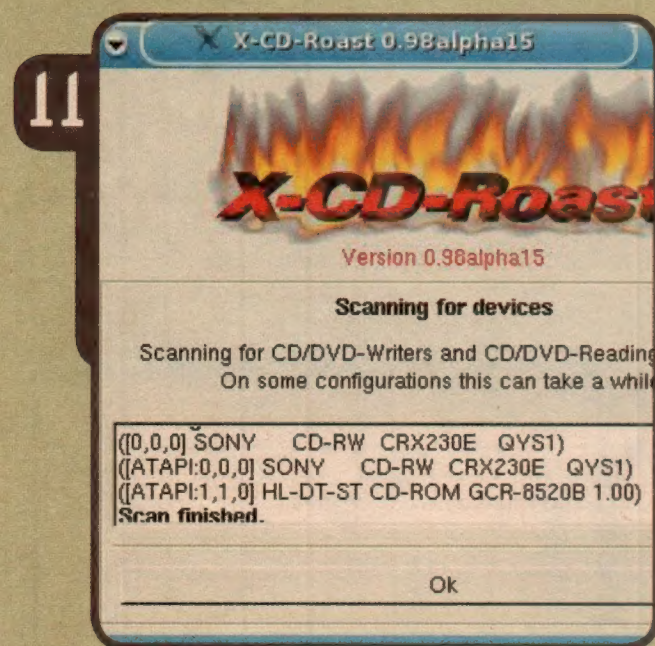 11
X-CD-Roast 0.98alpha15
X-CD-Roast
Version 0.98alpha15
Scanning for devices
Scanning for CD/DVD-Writers and CD/DVD-Reading
On some configurations this can take a while
([0,0,0] SONY CD-RW CRX230E QYS1)
([ATAPI:0,0,0] SONY CD-RW CRX230E QYS1)
([ATAPI:1,1,0] HL-DT-ST CD-ROM GCR-8520B 1.00)
Scan finished.
Ok